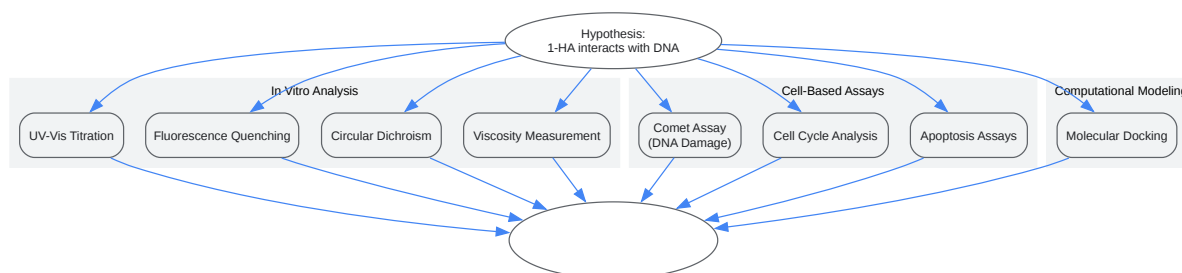 Hypothesis:
1-HA interacts with DNA
In Vitro Analysis
Cell-Based Assays
Computational Modeling
UV-Vis Titration
Fluorescence Quenching
Circular Dichroism
Viscosity Measurement
Comet Assay
(DNA Damage)
Cell Cycle Analysis
Apoptosis Assays
Molecular Docking